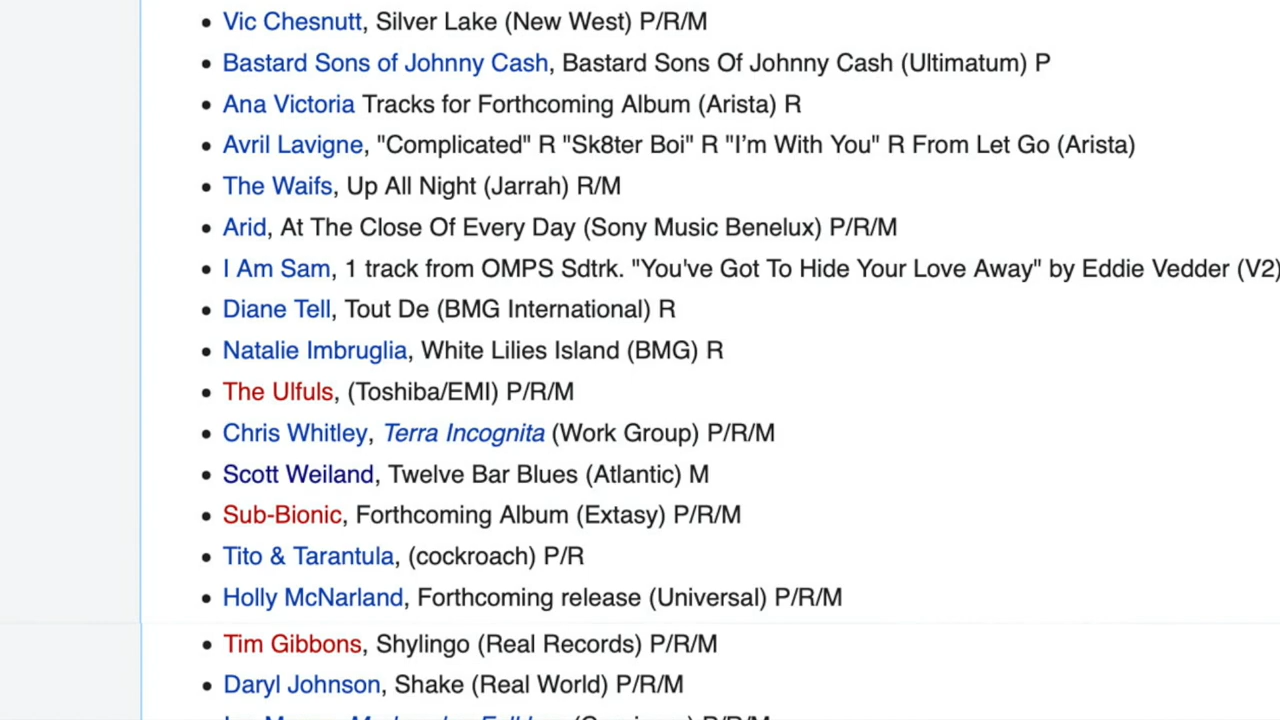 Vic Chesnutt, Silver Lake (New West) P/R/M
Bastard Sons of Johnny Cash, Bastard Sons Of Johnny Cash (Ultimatum) P
Ana Victoria Tracks for Forthcoming Album (Arista) R
Avril Lavigne, "Complicated" R "Sk8ter Boi" R "I'm With You" R From Let Go (Arista)
The Waifs, Up All Night (Jarrah) R/M
Arid, At The Close Of Every Day (Sony Music Benelux) P/R/M
I Am Sam, 1 track from OMPS Sdtrk. "You've Got To Hide Your Love Away" by Eddie Vedder (V2)
Diane Tell, Tout De (BMG International) R
Natalie Imbruglia, White Lilies Island (BMG) R
The Ulfuls, (Toshiba/EMI) P/R/M
Chris Whitley, Terra Incognita (Work Group) P/R/M
Scott Weiland, Twelve Bar Blues (Atlantic) M
Sub-Bionic, Forthcoming Album (Extasy) P/R/M
Tito & Tarantula, (cockroach) P/R
Holly McNarland, Forthcoming release (Universal) P/R/M
Tim Gibbons, Shylingo (Real Records) P/R/M
Daryl Johnson, Shake (Real World) P/R/M